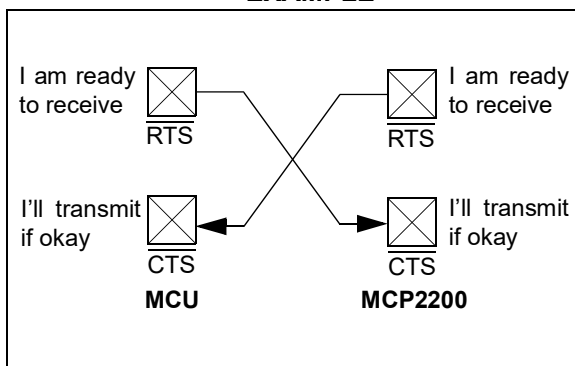 I am ready
to receive
RTS
I am ready
to receive
RTS
I'll transmit
if okay
CTS
I'll transmit
if okay
CTS
MCU
MCP2200